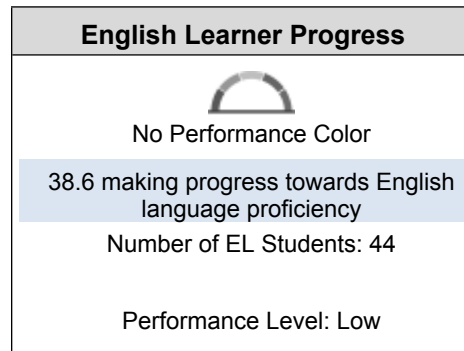 English Learner Progress
No Performance Color
38.6 making progress towards English
language proficiency
Number of EL Students: 44
Performance Level: Low